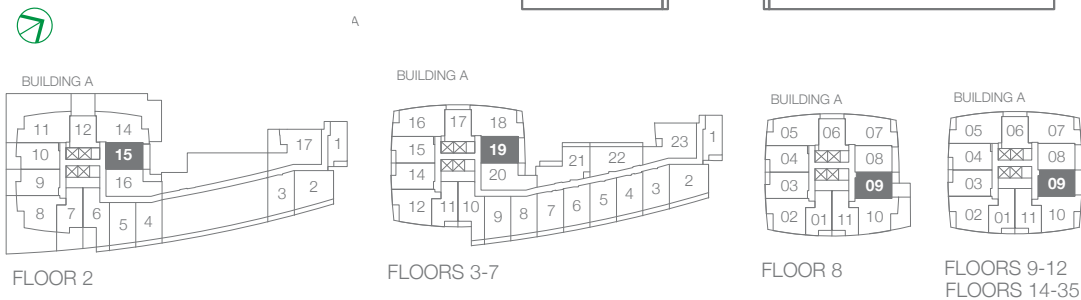 A
BUILDING A
11 12 14
10 15
9 16
8 7 6 5 4 3 2 17 1
FLOOR 2
BUILDING A
16 17 18
15 19
14 20 21 22 23 1
12 11 10 9 8 7 6 5 4 3 2
FLOORS 3-7
BUILDING A
05 06 07
04 08
03 09
02 01 11 10
FLOOR 8
BUILDING A
05 06 07
04 08
03 09
02 01 11 10
FLOORS 9-12
FLOORS 14-35